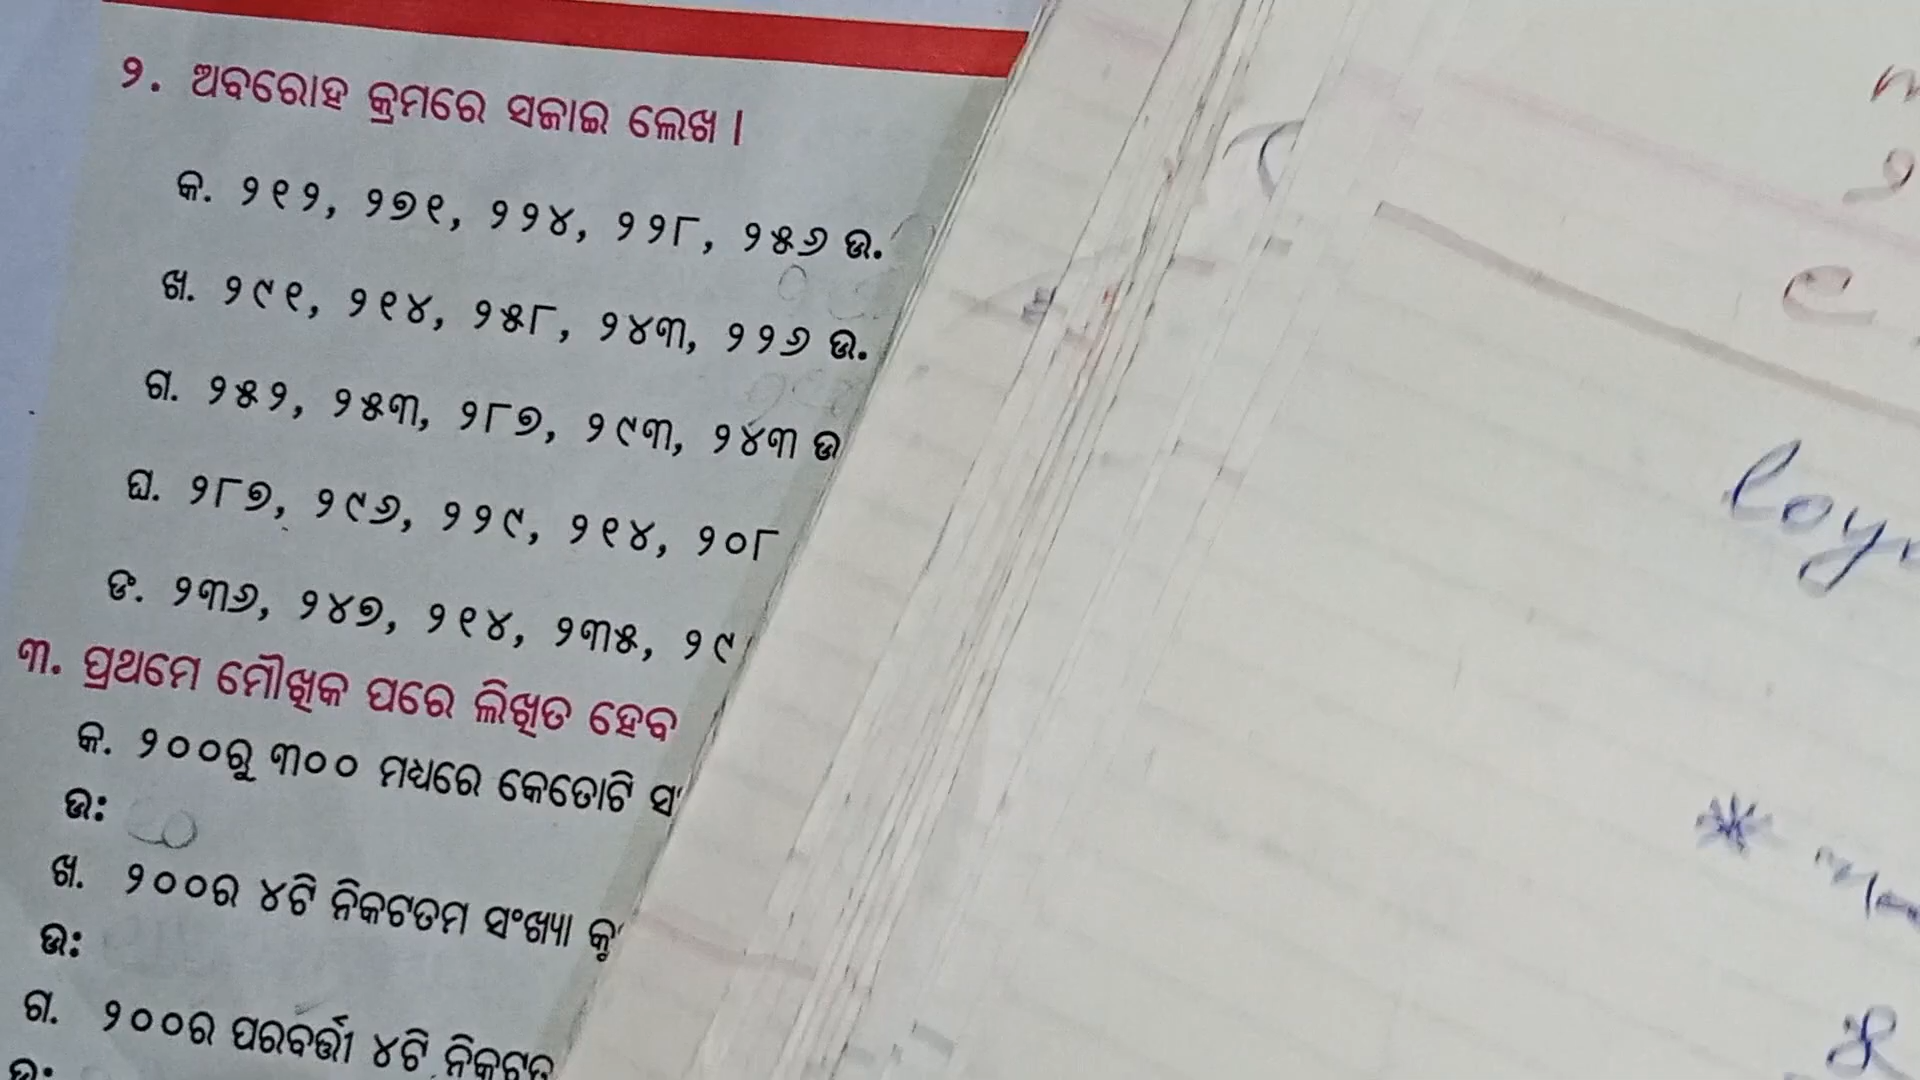 ୨. ଅବରୋହ କ୍ରମରେ ସଜାଇ ଲେଖ ।
କ. ୨୧୨, ୨୭୧, ୨୨୪, ୨୨୮, ୨୫୬ ଉ.
ଖ. ୨୯୧, ୨୧୪, ୨୫୮, ୨୪୩, ୨୨୬ ଉ.
ଗ. ୨୫୨, ୨୫୩, ୨୮୭, ୨୯୩, ୨୪୩ ଉ
ଘ. ୨୮୭, ୨୯୬, ୨୨୯, ୨୧୪, ୨୦୮
ଙ. ୨୩୬, ୨୪୭, ୨୧୪, ୨୩୫, ୨୯
୩. ପ୍ରଥମେ ମୌଖିକ ପରେ ଲିଖିତ ହେବ
କ. ୨୦୦ରୁ ୩୦୦ ମଧ୍ୟରେ କେତୋଟି
ଉଃ
ଖ. ୨୦୦ର ୪ଟି ନିକଟତମ ସଂଖ୍ୟା
ଉଃ
ଗ. ୨୦୦ର ପରବର୍ତ୍ତୀ ୪ଟି
ଉଃ